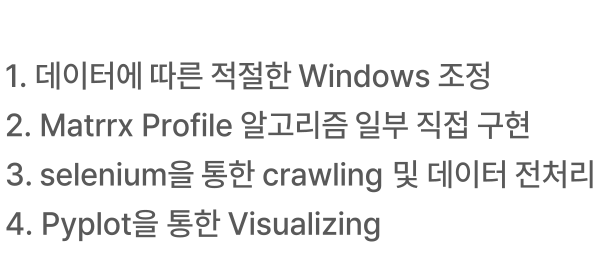 1. 데이터에 따른 적절한 Windows 조정
2. Matrrx Profile 알고리즘 일부 직접 구현
3. selenium을 통한 crawling 및 데이터 전처리
4. Pyplot을 통한 Visualizing